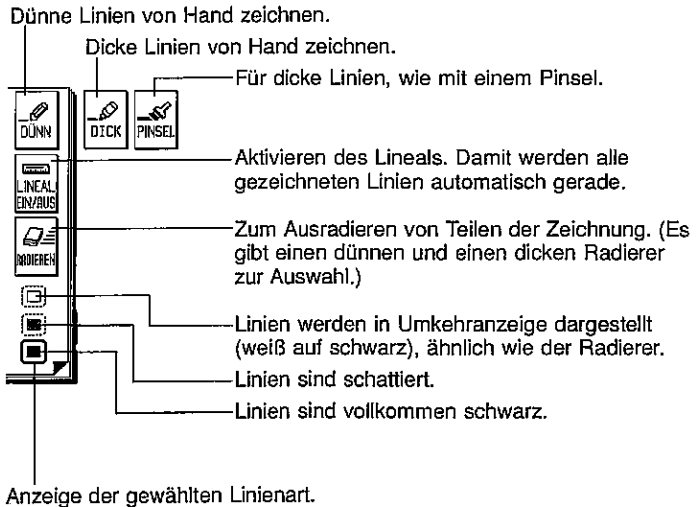 Dünne Linien von Hand zeichnen.
Dicke Linien von Hand zeichnen.
Für dicke Linien, wie mit einem Pinsel.
DÜNN
DICK
PINSEL
Aktivieren des Lineals. Damit werden alle
gezeichneten Linien automatisch gerade.
LINEAL
EIN/AUS
Zum Ausradieren von Teilen der Zeichnung. (Es
gibt einen dünnen und einen dicken Radierer
zur Auswahl.)
RADIEREN
Linien werden in Umkehranzeige dargestellt
(weiß auf schwarz), ähnlich wie der Radierer.
Linien sind schattiert.
Linien sind vollkommen schwarz.
Anzeige der gewählten Linienart.